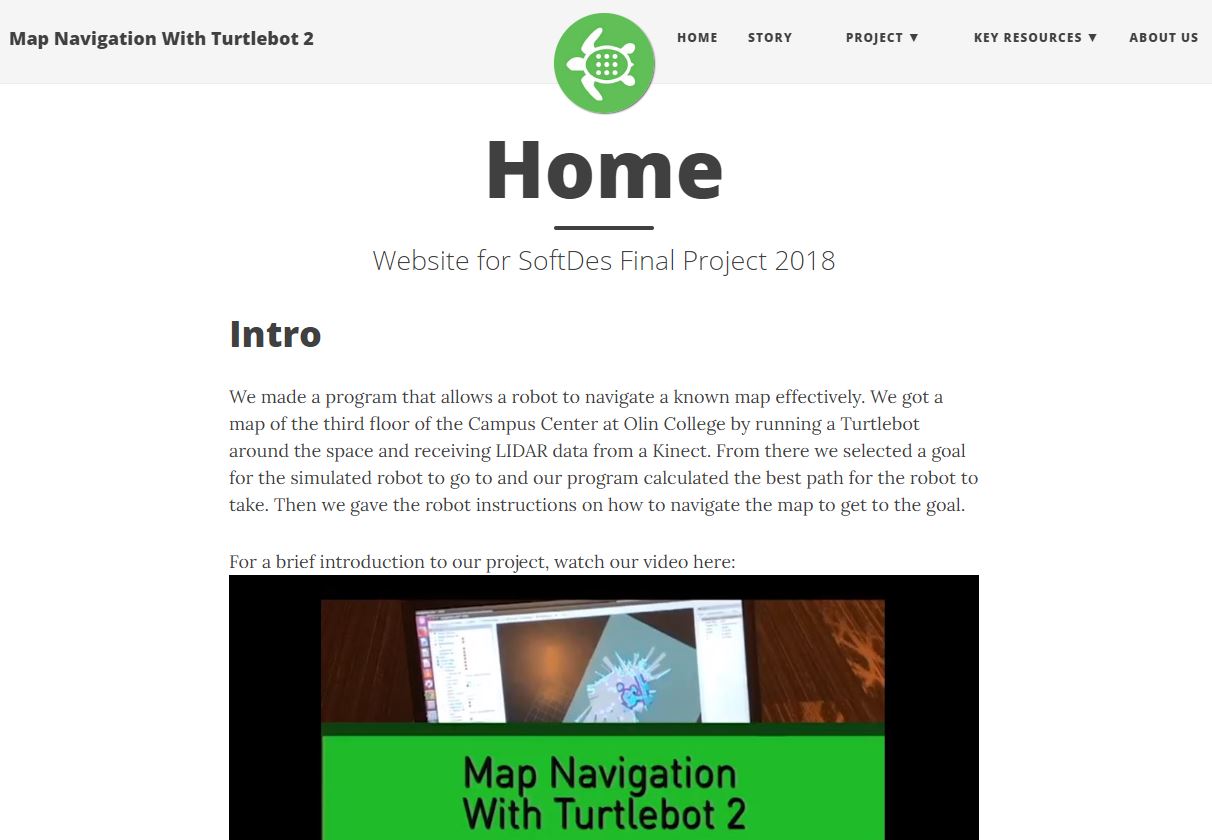 Map Navigation With Turtlebot 2
HOME STORY PROJECT ▼ KEY RESOURCES ▼ ABOUT US
Home
Website for SoftDes Final Project 2018
Intro
We made a program that allows a robot to navigate a known map effectively. We got a
map of the third floor of the Campus Center at Olin College by running a Turtlebot
around the space and receiving LIDAR data from a Kinect. From there we selected a goal
for the simulated robot to go to and our program calculated the best path for the robot to
take. Then we gave the robot instructions on how to navigate the map to get to the goal.
For a brief introduction to our project, watch our video here:
Map Navigation
With Turtlebot 2